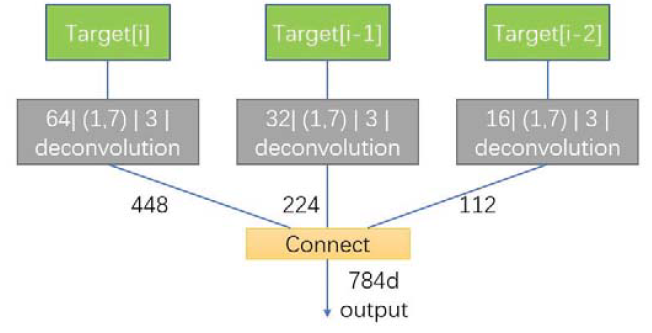 Target[i]
Target[i-1]
Target[i-2]
64| (1,7) | 3 |
deconvolution
32| (1,7) | 3 |
deconvolution
16| (1,7) | 3 |
deconvolution
448
224
112
Connect
784d
output